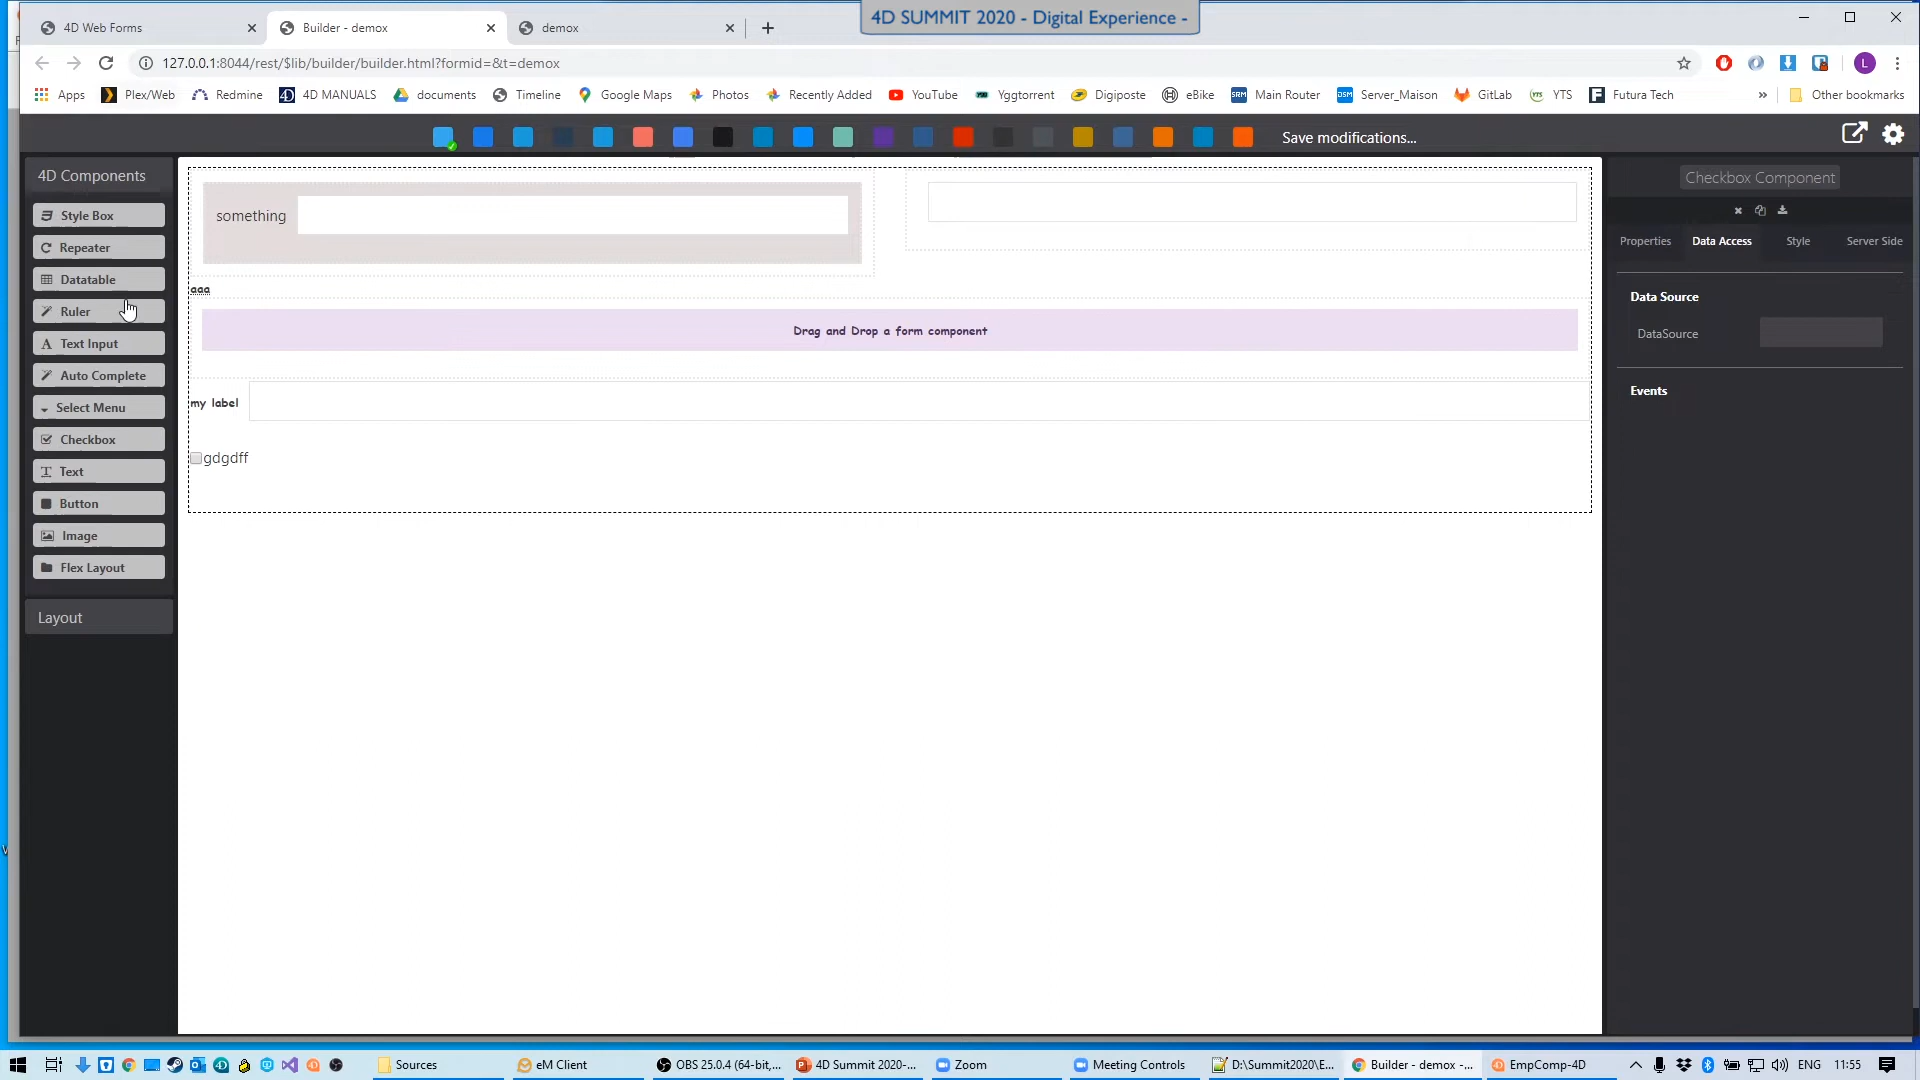 4D SUMMIT 2020 - Digital Experience -
4D Web Forms
Builder - demox
demox
127.0.0.1:8044/rest/$lib/builder/builder.html?formid=&t=demox
L
Apps
Plex/Web
Redmine
4D MANUALS
documents
Timeline
Google Maps
Photos
Recently Added
YouTube
Yggtorrent
Digiposte
eBike
Main Router
Server_Maison
GitLab
YTS
Futura Tech
»
Other bookmarks
Save modifications...
4D Components
Style Box
Repeater
Datatable
Ruler
Text Input
Auto Complete
Select Menu
Checkbox
Text
Button
Image
Flex Layout
Layout
something
aaa
Drag and Drop a form component
my label
gdgdff
Checkbox Component
Properties
Data Access
Style
Server Side
Data Source
DataSource
Events
Sources
eM Client
OBS 25.0.4 (64-bit,...
4D Summit 2020-...
Zoom
Meeting Controls
D:\Summit2020\E...
Builder - demox -...
EmpComp-4D
ENG
11:55